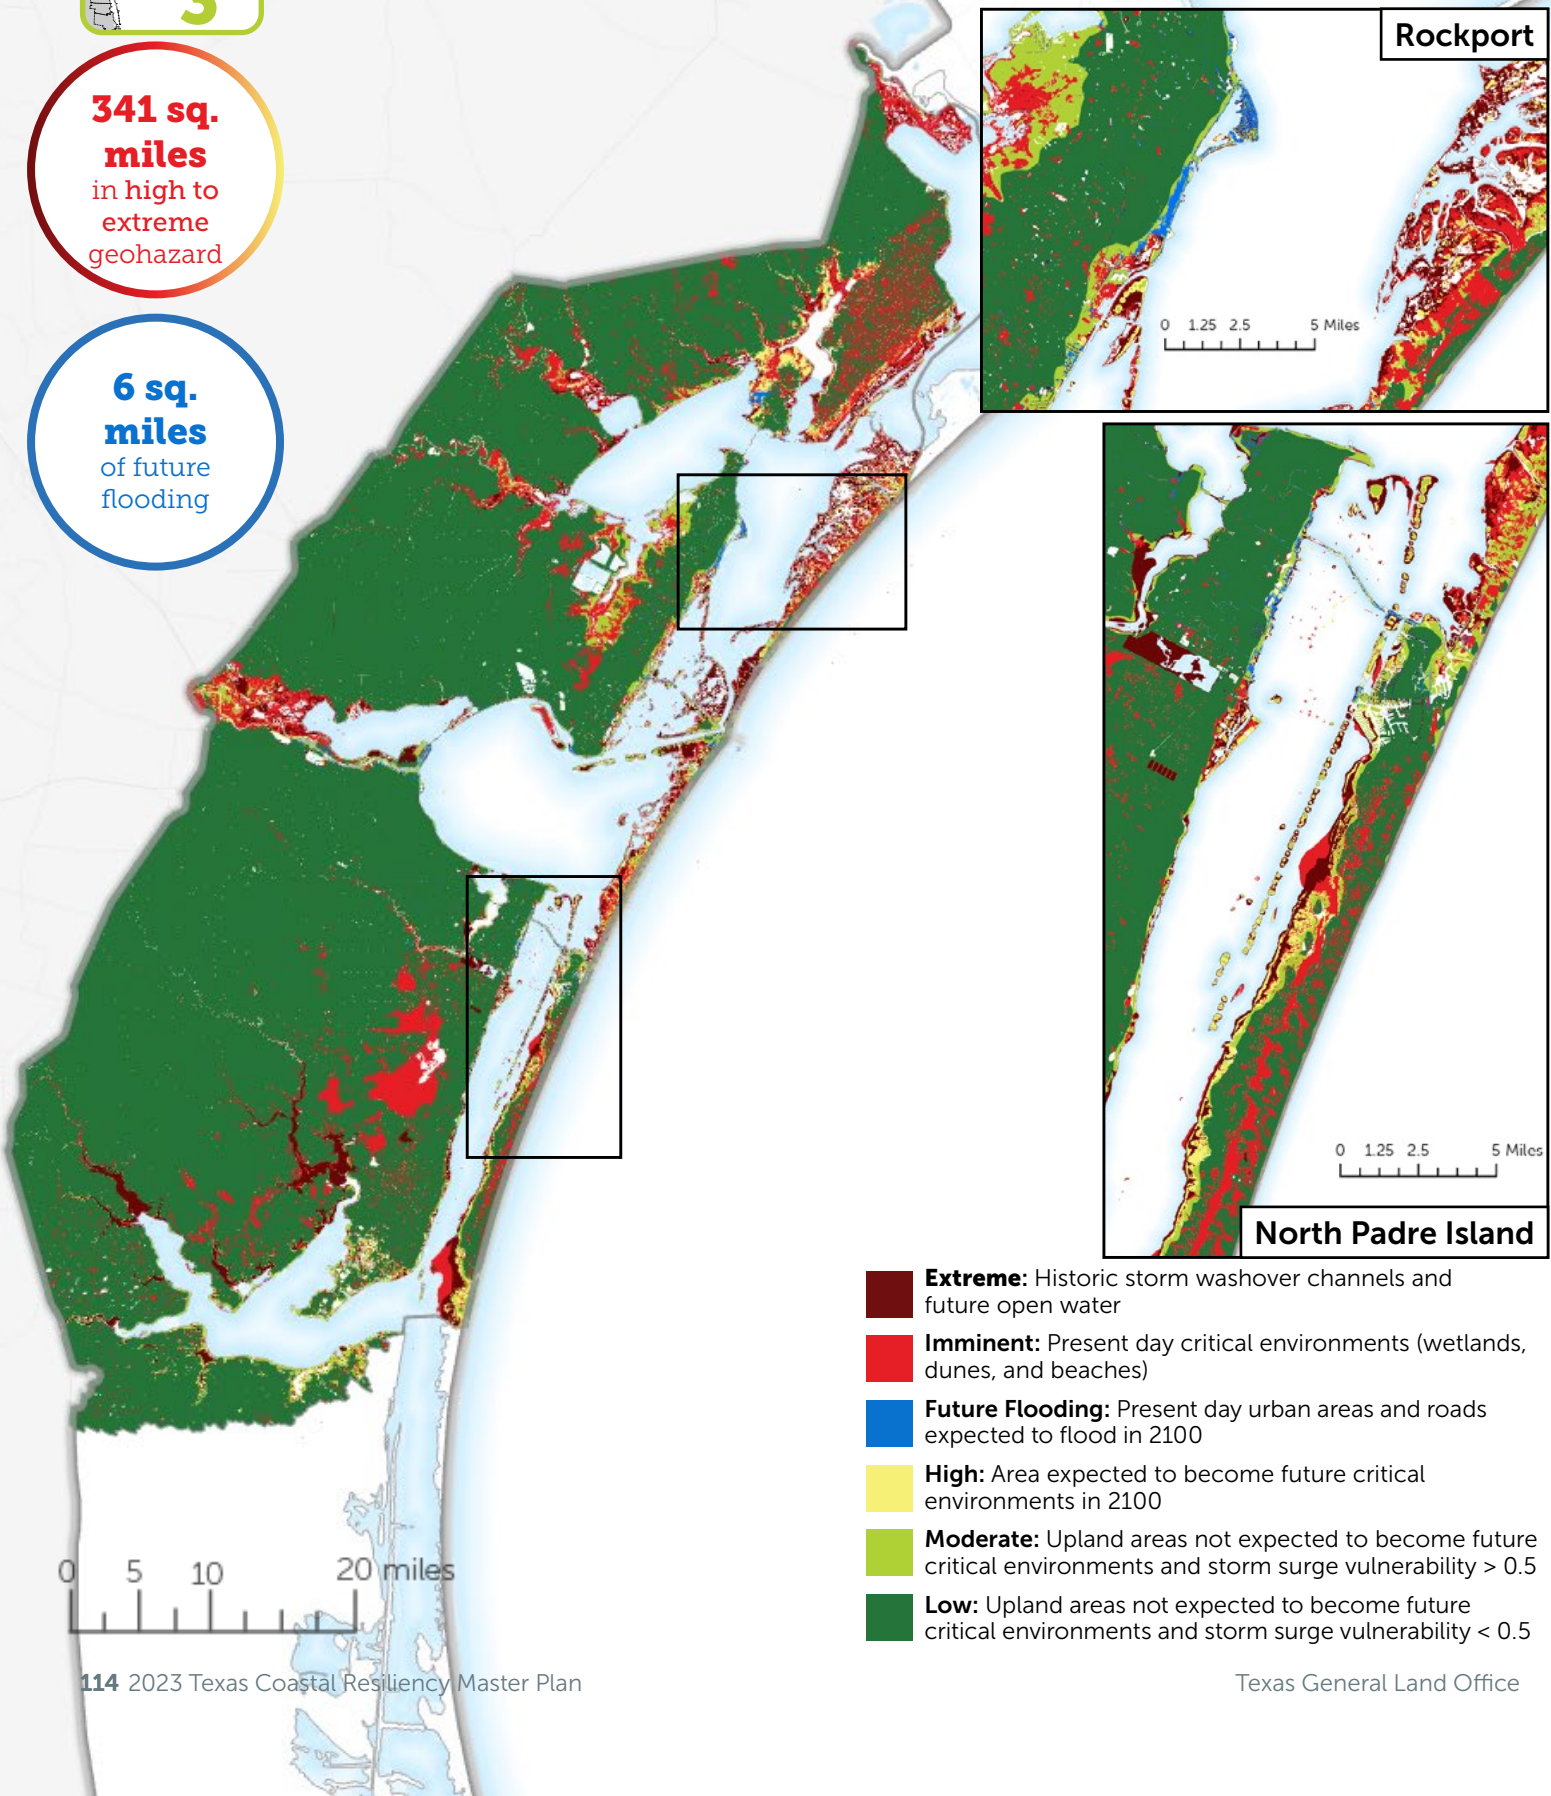 3
341 sq.
miles
in high to
extreme
geohazard
6 sq.
miles
of future
flooding
Rockport
0 1.25 2.5 5 Miles
0 1.25 2.5 5 Miles
North Padre Island
Extreme: Historic storm washover channels and
future open water
Imminent: Present day critical environments (wetlands,
dunes, and beaches)
Future Flooding: Present day urban areas and roads
expected to flood in 2100
High: Area expected to become future critical
environments in 2100
Moderate: Upland areas not expected to become future
critical environments and storm surge vulnerability > 0.5
Low: Upland areas not expected to become future
critical environments and storm surge vulnerability < 0.5
0 5 10 20 miles
114 2023 Texas Coastal Resiliency Master Plan
Texas General Land Office